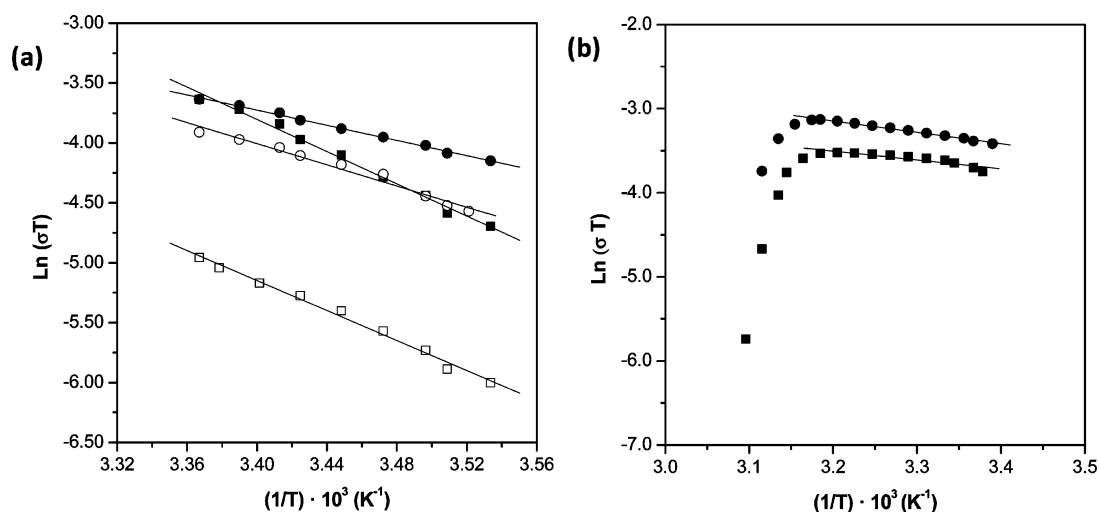 (a)
Ln (σT)
-3.00
-3.50
-4.00
-4.50
-5.00
-5.50
-6.00
-6.50
3.32 3.36 3.40 3.44 3.48 3.52 3.56
(1/T) · 10³ (K⁻¹)
(b)
Ln (σ T)
-2.0
-3.0
-4.0
-5.0
-6.0
-7.0
3.0 3.1 3.2 3.3 3.4 3.5
(1/T) · 10³ (K⁻¹)